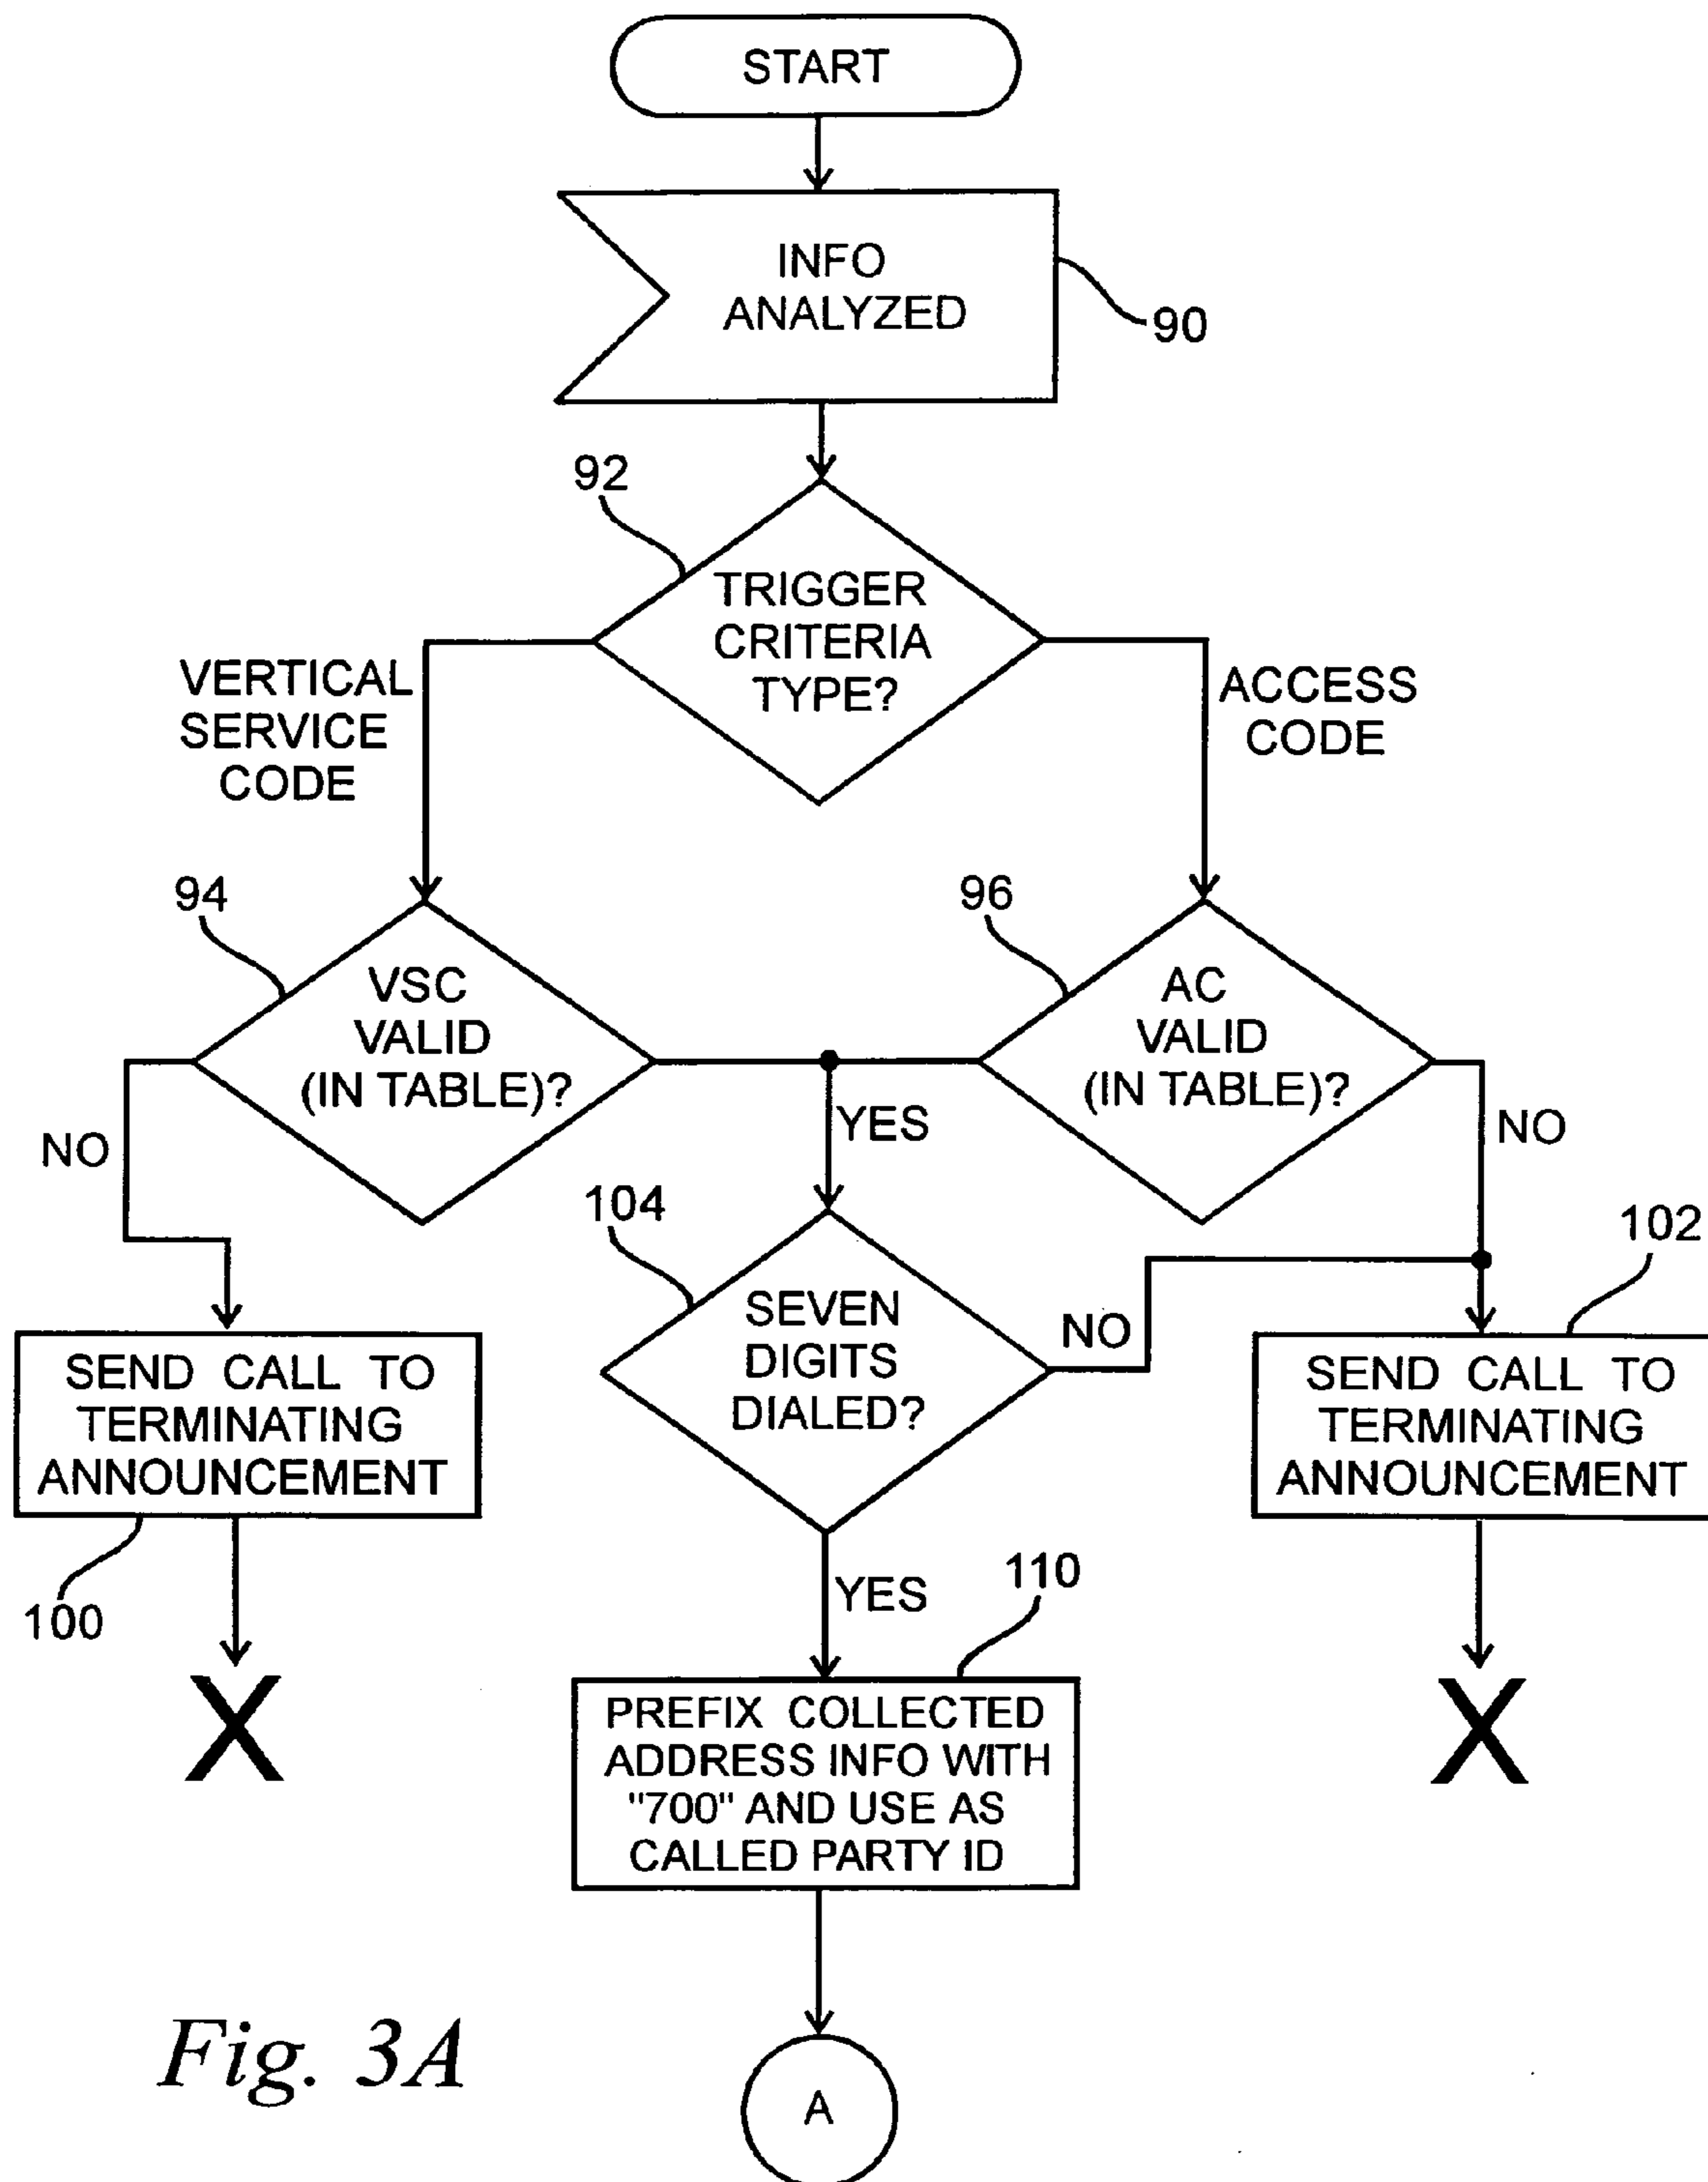 START
INFO
ANALYZED
90
92
TRIGGER
CRITERIA
TYPE?
VERTICAL
SERVICE
CODE
ACCESS
CODE
94
VSC
VALID
(IN TABLE)?
96
AC
VALID
(IN TABLE)?
NO
YES
NO
104
102
SEVEN
DIGITS
DIALED?
NO
SEND CALL TO
TERMINATING
ANNOUNCEMENT
SEND CALL TO
TERMINATING
ANNOUNCEMENT
100
YES
110
X
X
PREFIX COLLECTED
ADDRESS INFO WITH
"700" AND USE AS
CALLED PARTY ID
Fig. 3A
A